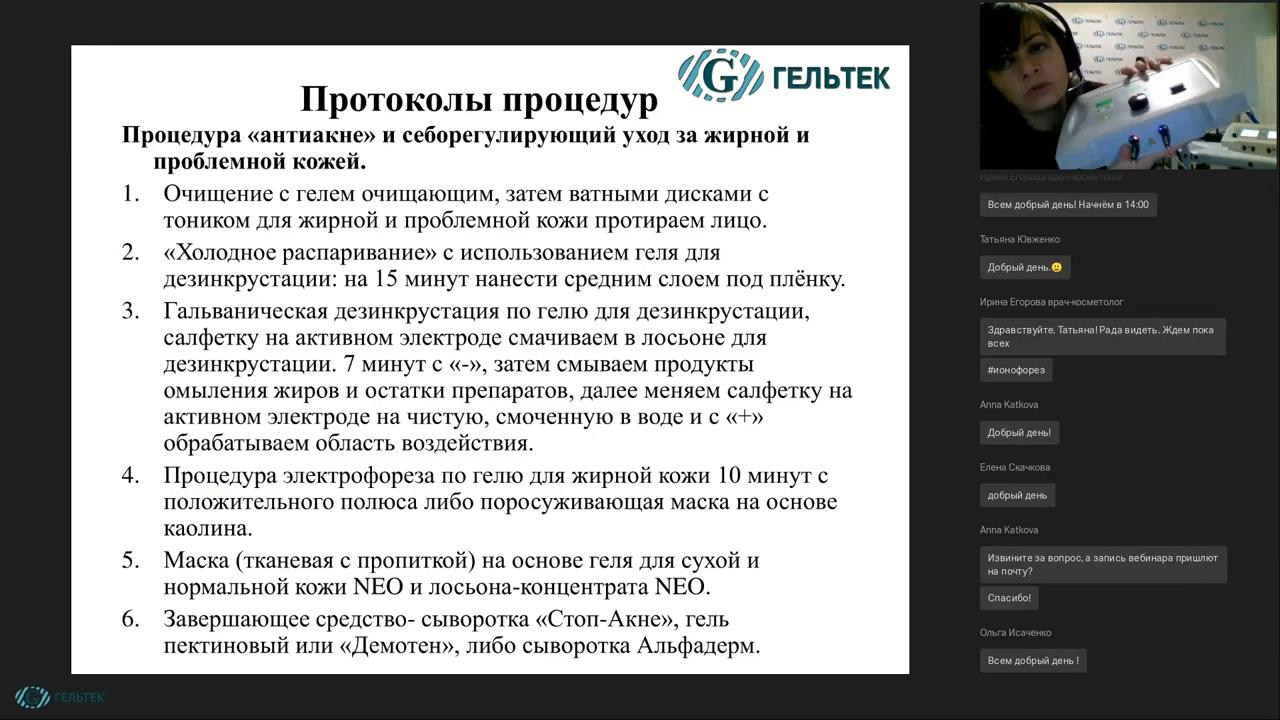 ГЕЛЬТЕК
Протоколы процедур
Процедура «антиакне» и себорегулирующий уход за жирной и
проблемной кожей.
1. Очищение с гелем очищающим, затем ватными дисками с
тоником для жирной и проблемной кожи протираем лицо.
2. «Холодное распаривание» с использованием геля для
дезинкрустации: на 15 минут нанести средним слоем под плёнку.
3. Гальваническая дезинкрустация по гелю для дезинкрустации,
салфетку на активном электроде смачиваем в лосьоне для
дезинкрустации. 7 минут с «-», затем смываем продукты
омыления жиров и остатки препаратов, далее меняем салфетку на
активном электроде на чистую, смоченную в воде и с «+»
обрабатываем область воздействия.
4. Процедура электрофореза по гелю для жирной кожи 10 минут с
положительного полюса либо поросуживающая маска на основе
каолина.
5. Маска (тканевая с пропиткой) на основе геля для сухой и
нормальной кожи NEO и лосьона-концентрата NEO.
6. Завершающее средство- сыворотка «Стоп-Акне», гель
пектиновый или «Демотен», либо сыворотка Альфадерм.
ГЕЛЬТЕК
Ирина Егорова врач-косметолог
Всем добрый день! Начнём в 14:00
Татьяна Ювженко
Добрый день.🙂
Ирина Егорова врач-косметолог
Здравствуйте, Татьяна! Рада видеть. Ждем пока
всех
#ионофорез
Anna Katkova
Добрый день!
Елена Скачкова
добрый день
Anna Katkova
Извините за вопрос, а запись вебинара пришлют
на почту?
Спасибо!
Ольга Исаченко
Всем добрый день !